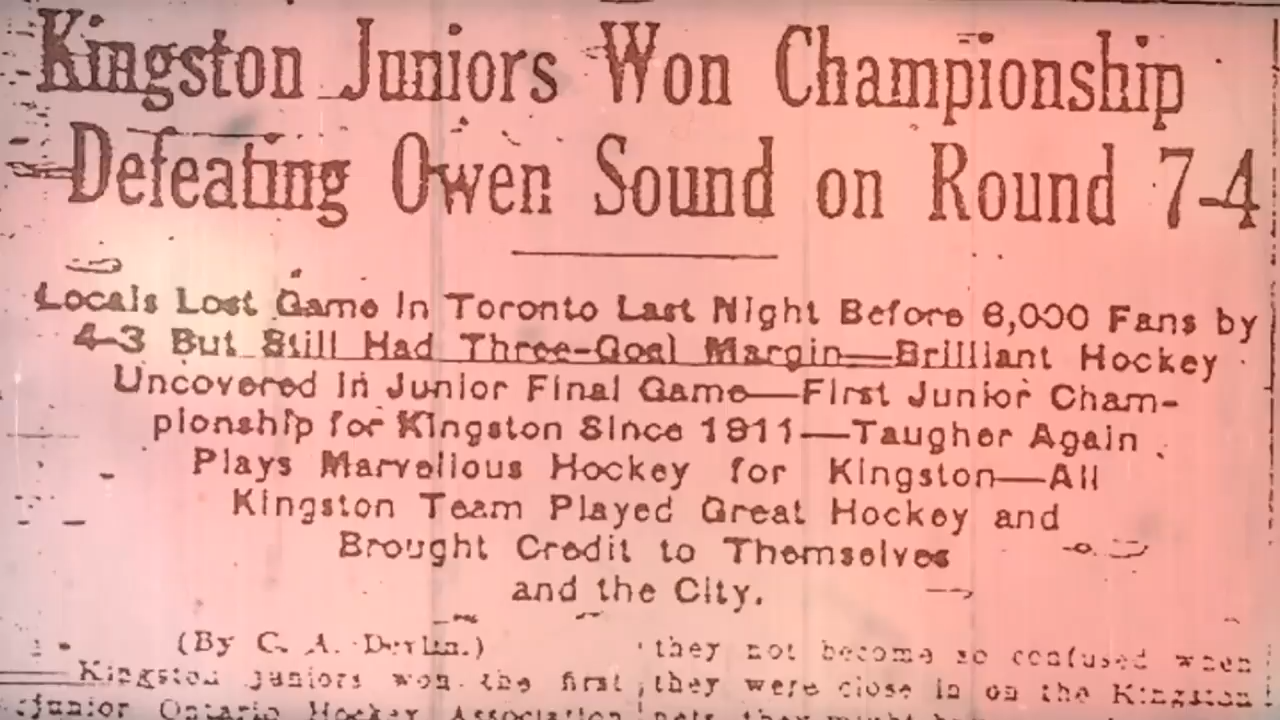 Kingston Juniors Won Championship
Defeating Owen Sound on Round 7-4
Locals Lost Game In Toronto Last Night Before 6,000 Fans by
4-3 But Still Had Three-Goal Margin—Brilliant Hockey
Uncovered in Junior Final Game—First Junior Cham-
pionship for Kingston Since 1911—Taugher Again
Plays Marvellous Hockey for Kingston—All
Kingston Team Played Great Hockey and
Brought Credit to Themselves
and the City.
(By C. A. Devlin.)
Kingston juniors won the first
junior Ontario Hockey Association
they not become so confused when
they were close in on the Kingston
nets they might